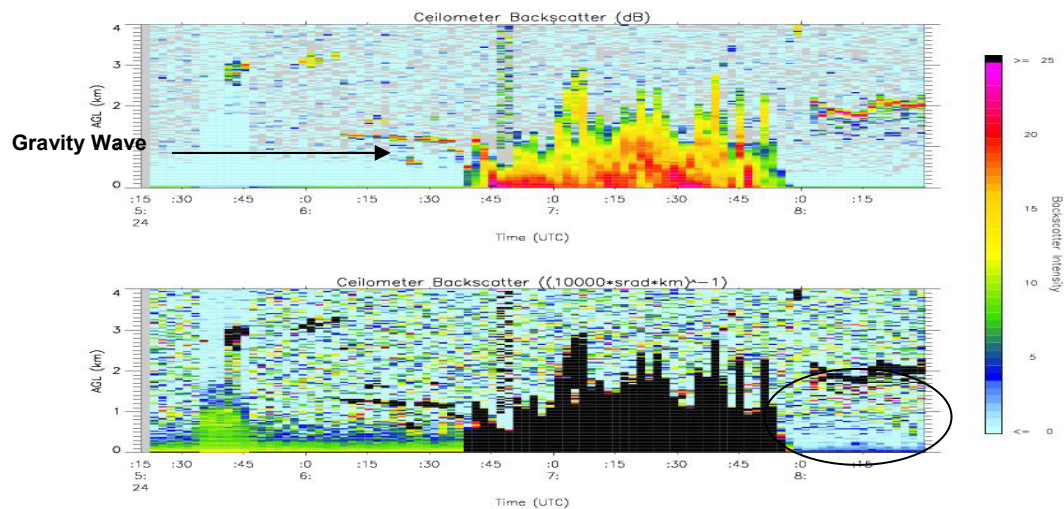 Ceilometer Backscatter (dB)
4
3
2
1
0
AGL (km)
Gravity Wave
:15 :30 :45 :0 :15 :30 :45 :0 :15 :30 :45 :0 :15
5: 6: 7: 8:
24
Time (UTC)
Ceilometer Backscatter ((10000*srad*km)^-1)
4
3
2
1
0
AGL (km)
:15 :30 :45 :0 :15 :30 :45 :0 :15 :30 :45 :0 :15
5: 6: 7: 8:
24
Time (UTC)
>= 25
20
15
10
5
<= 0
Backscatter Intensity